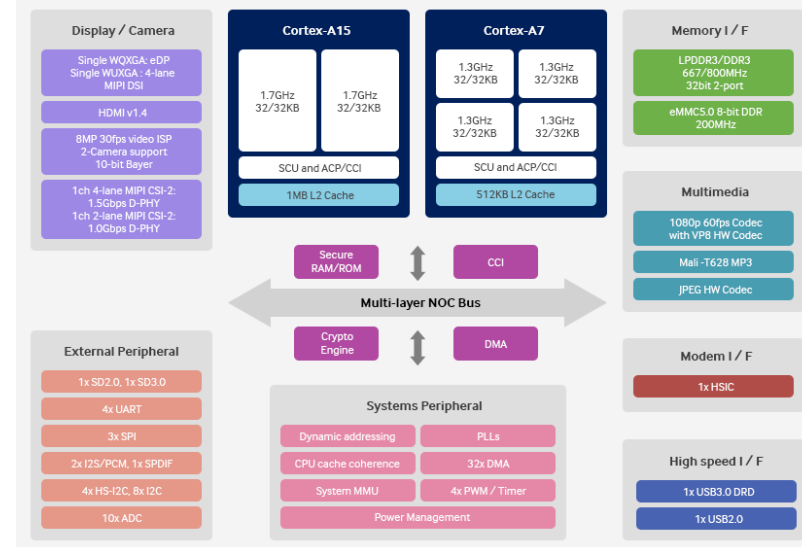 Display / Camera
Single WQXGA: eDP
Single WUXGA : 4-lane
MIPI DSI
HDMI v1.4
8MP 30fps video ISP
2-Camera support
10-bit Bayer
1ch 4-lane MIPI CSI-2:
1.5Gbps D-PHY
1ch 2-lane MIPI CSI-2:
1.0Gbps D-PHY
Cortex-A15
1.7GHz
32/32KB
1.7GHz
32/32KB
SCU and ACP/CCI
1MB L2 Cache
Cortex-A7
1.3GHz
32/32KB
1.3GHz
32/32KB
1.3GHz
32/32KB
1.3GHz
32/32KB
SCU and ACP/CCI
512KB L2 Cache
Memory I / F
LPDDR3/DDR3
667/800MHz
32bit 2-port
eMMC5.0 8-bit DDR
200MHz
Multimedia
1080p 60fps Codec
with VP8 HW Codec
Mali -T628 MP3
JPEG HW Codec
Secure
RAM/ROM
CCI
Multi-layer NOC Bus
Crypto
Engine
DMA
External Peripheral
1x SD2.0, 1x SD3.0
4x UART
3x SPI
2x I2S/PCM, 1x SPDIF
4x HS-I2C, 8x I2C
10x ADC
Systems Peripheral
Dynamic addressing
PLLs
CPU cache coherence
32x DMA
System MMU
4x PWM / Timer
Power Management
Modem I / F
1x HSIC
High speed I / F
1x USB3.0 DRD
1x USB2.0